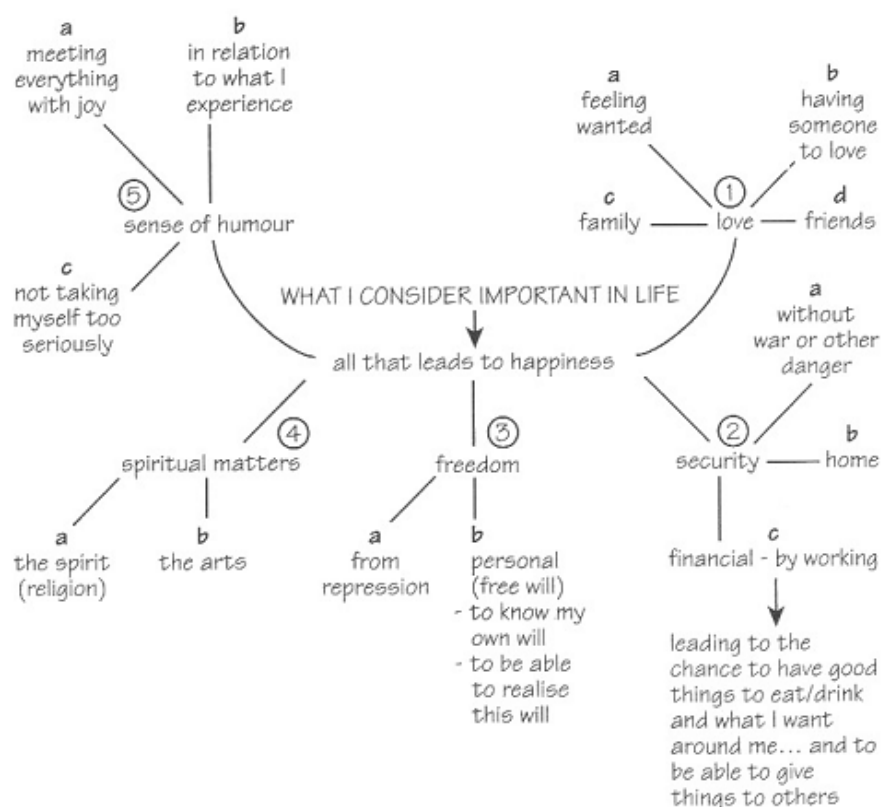 a
meeting
everything
with joy
b
in relation
to what I
experience
5
sense of humour
c
not taking
myself too
seriously
a
feeling
wanted
b
having
someone
to love
1
c
family
love
d
friends
WHAT I CONSIDER IMPORTANT IN LIFE
all that leads to happiness
a
without
war or other
danger
2
security
b
home
c
financial - by working
leading to the
chance to have good
things to eat/drink
and what I want
around me... and to
be able to give
things to others
3
freedom
a
from
repression
b
personal
(free will)
- to know my
own will
- to be able
to realise
this will
4
spiritual matters
a
the spirit
(religion)
b
the arts